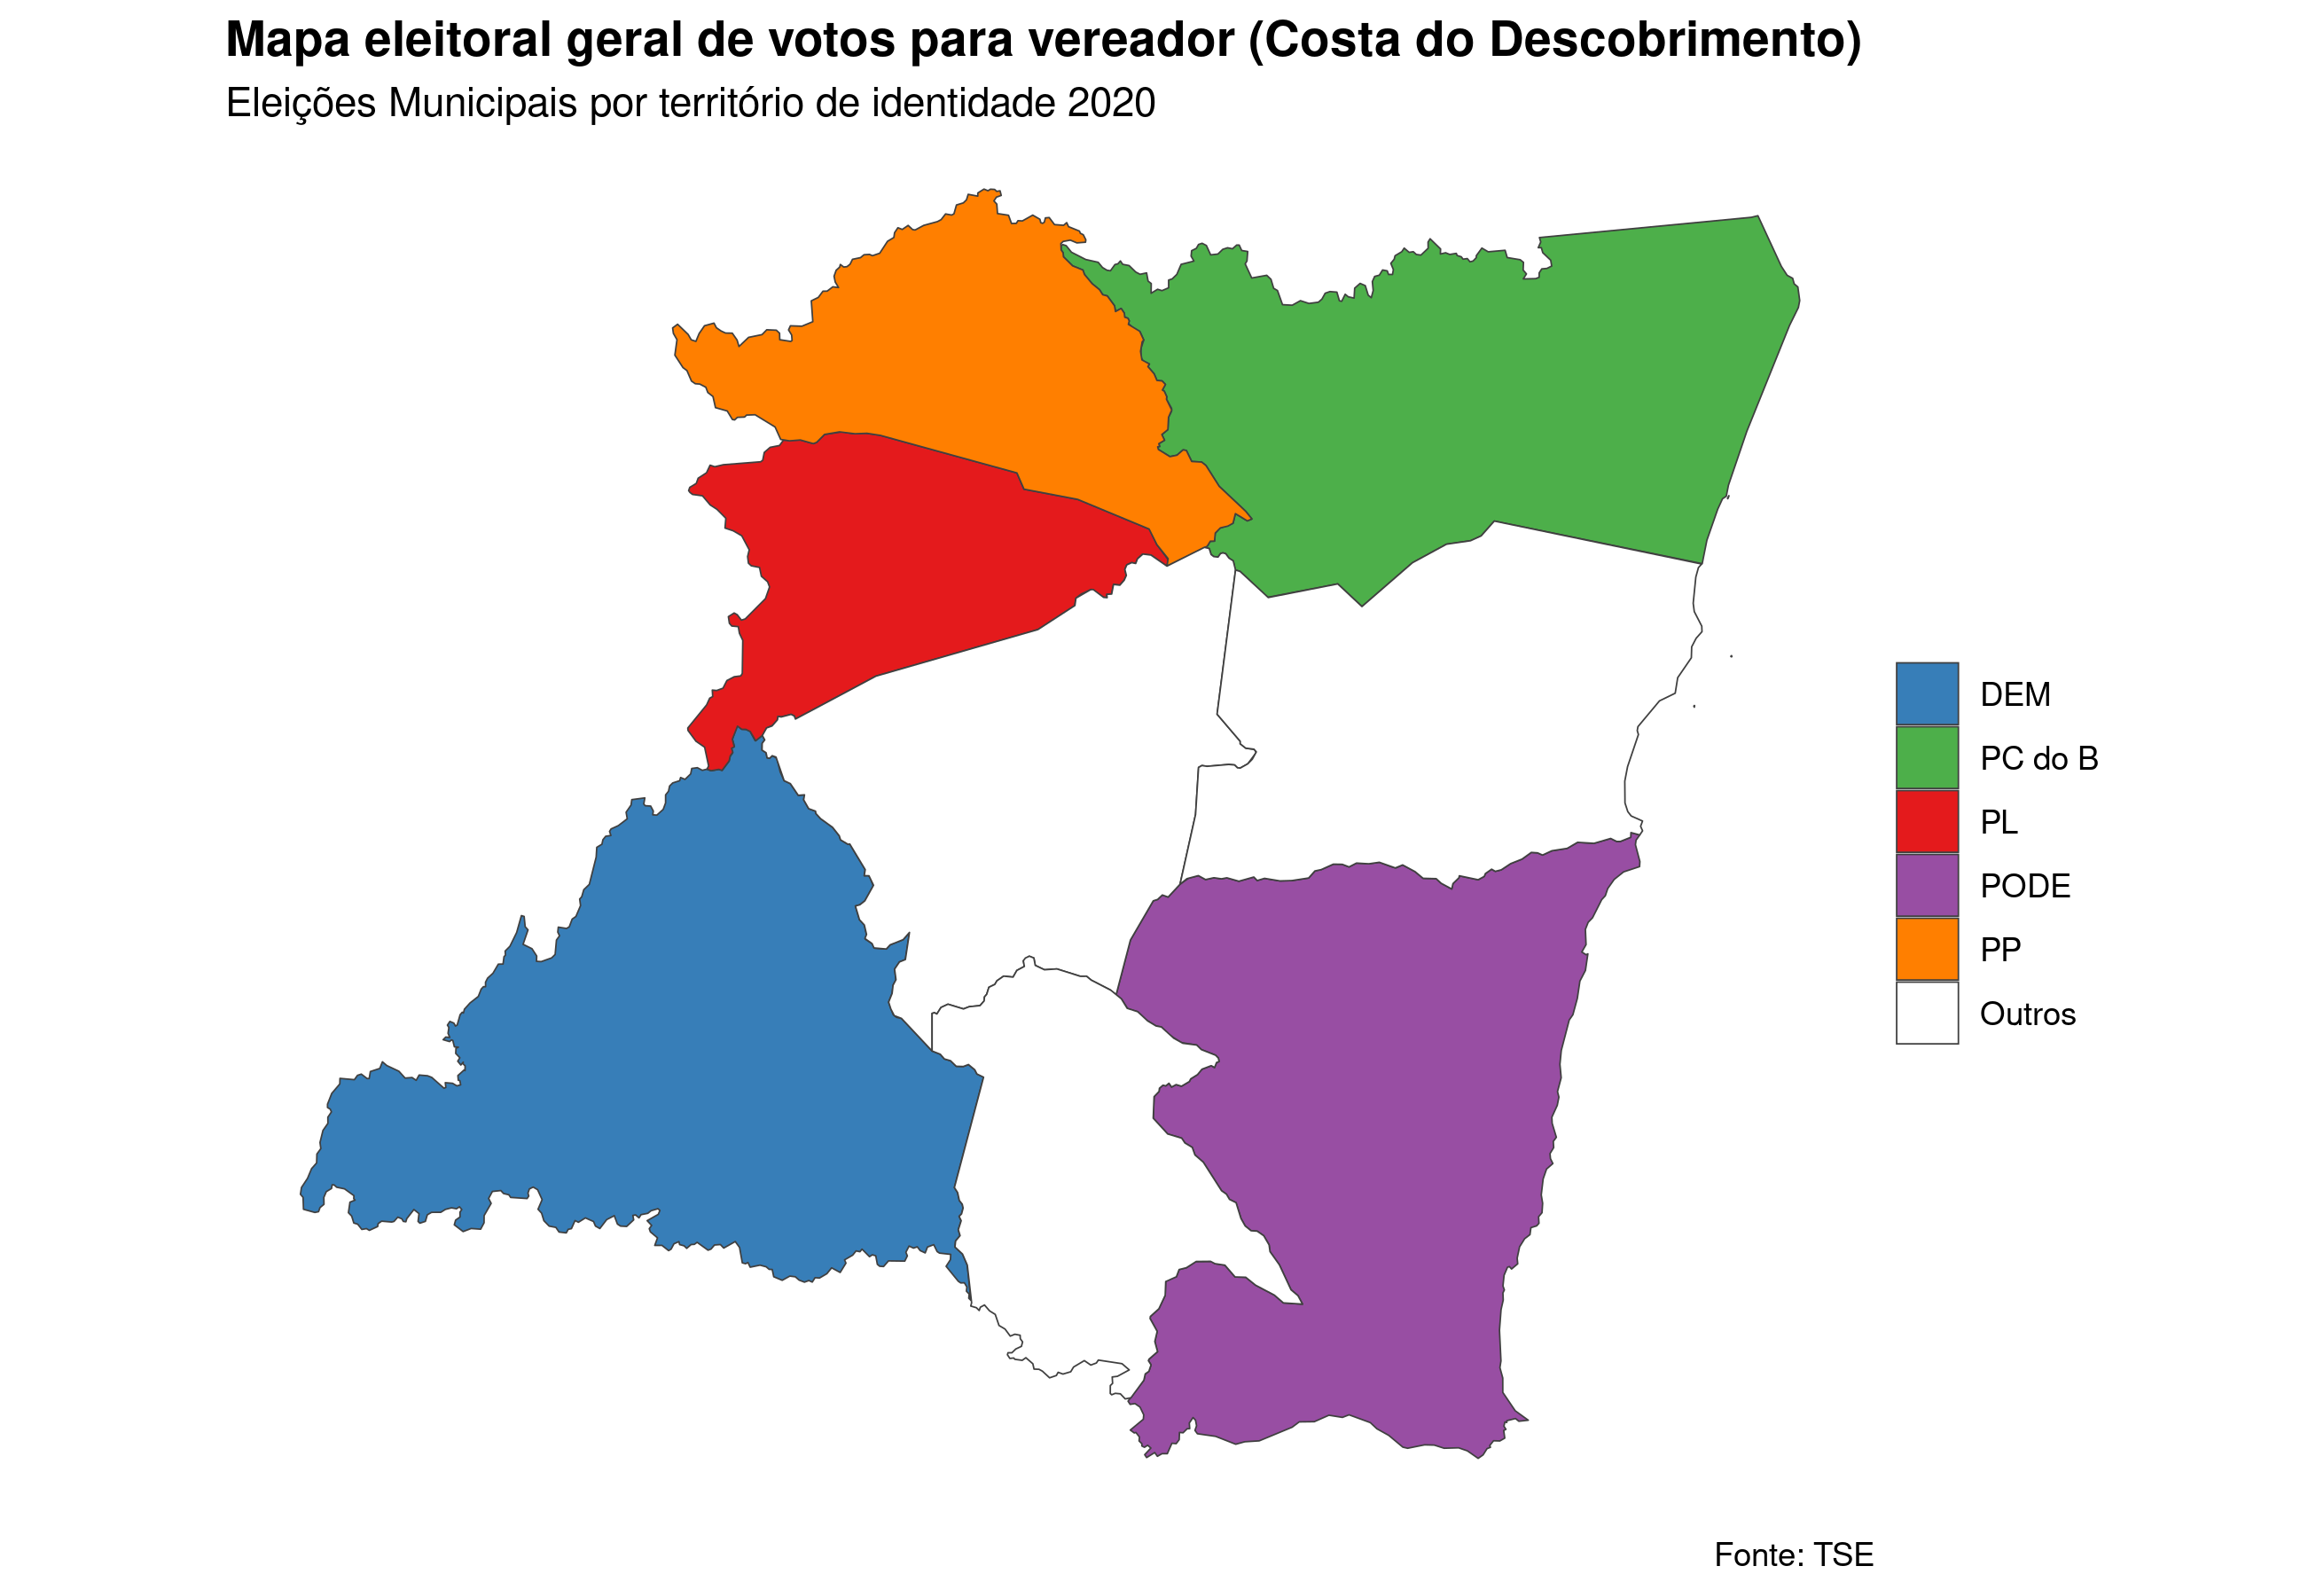 Mapa eleitoral geral de votos para vereador (Costa do Descobrimento)
Eleições Municipais por território de identidade 2020
DEM
PC do B
PL
PODE
PP
Outros
Fonte: TSE